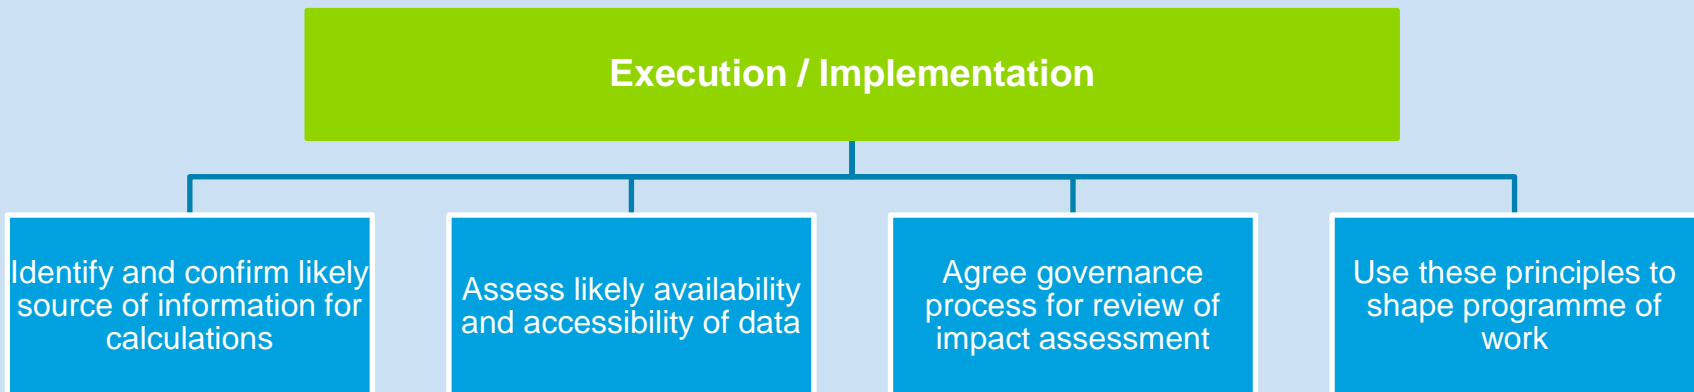 Execution / Implementation
Identify and confirm likely
source of information for
calculations
Assess likely availability
and accessibility of data
Agree governance
process for review of
impact assessment
Use these principles to
shape programme of
work